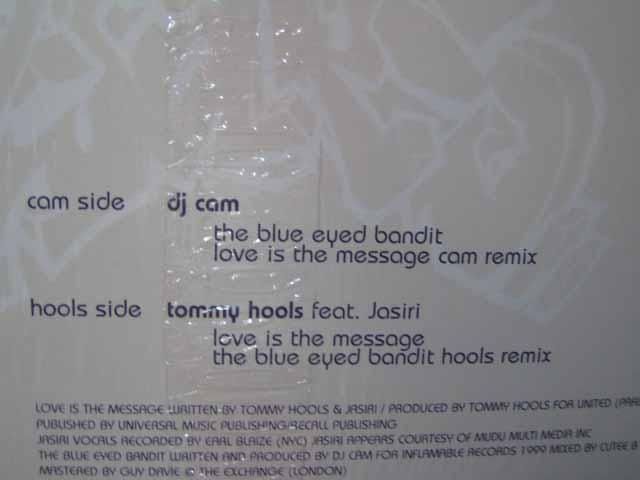 cam side dj cam
the blue eyed bandit
love is the message cam remix
hools side tommy hools feat. Jasiri
love is the message
the blue eyed bandit hools remix
LOVE IS THE MESSAGE WRITTEN BY TOMMY HOOLS & JASIRI / PRODUCED BY TOMMY HOOLS FOR UNITED
PUBLISHED BY UNIVERSAL MUSIC PUBLISHING/RECALL PUBLISHING
JASIRI VOCALS RECORDED BY EARL BLAIZE (NYC) JASIRI APPEARS COURTESY OF MUDU MULTI MEDIA INC
THE BLUE EYED BANDIT WRITTEN AND PRODUCED BY DJ CAM FOR INFLAMABLE RECORDS 1999 MIXED BY CUTEE B
MASTERED BY GUY DAVIE @ THE EXCHANGE (LONDON)